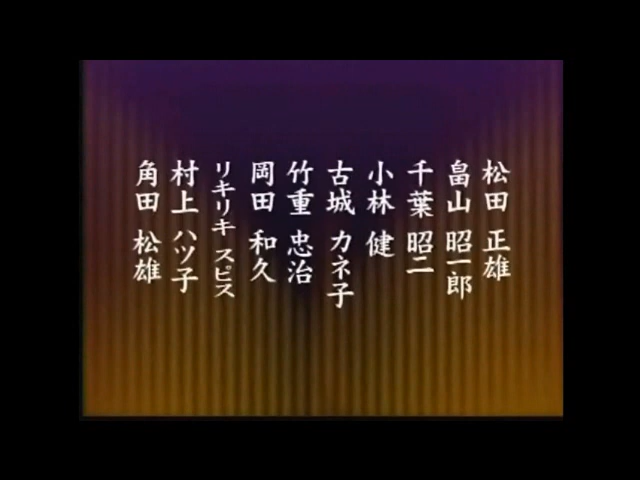 松田 正雄
畠山 昭一郎
千葉 昭二
小林 健
古城 カネ子
竹重 忠治
岡田 和久
リキリキ スピス
村上 ハツ子
角田 松雄